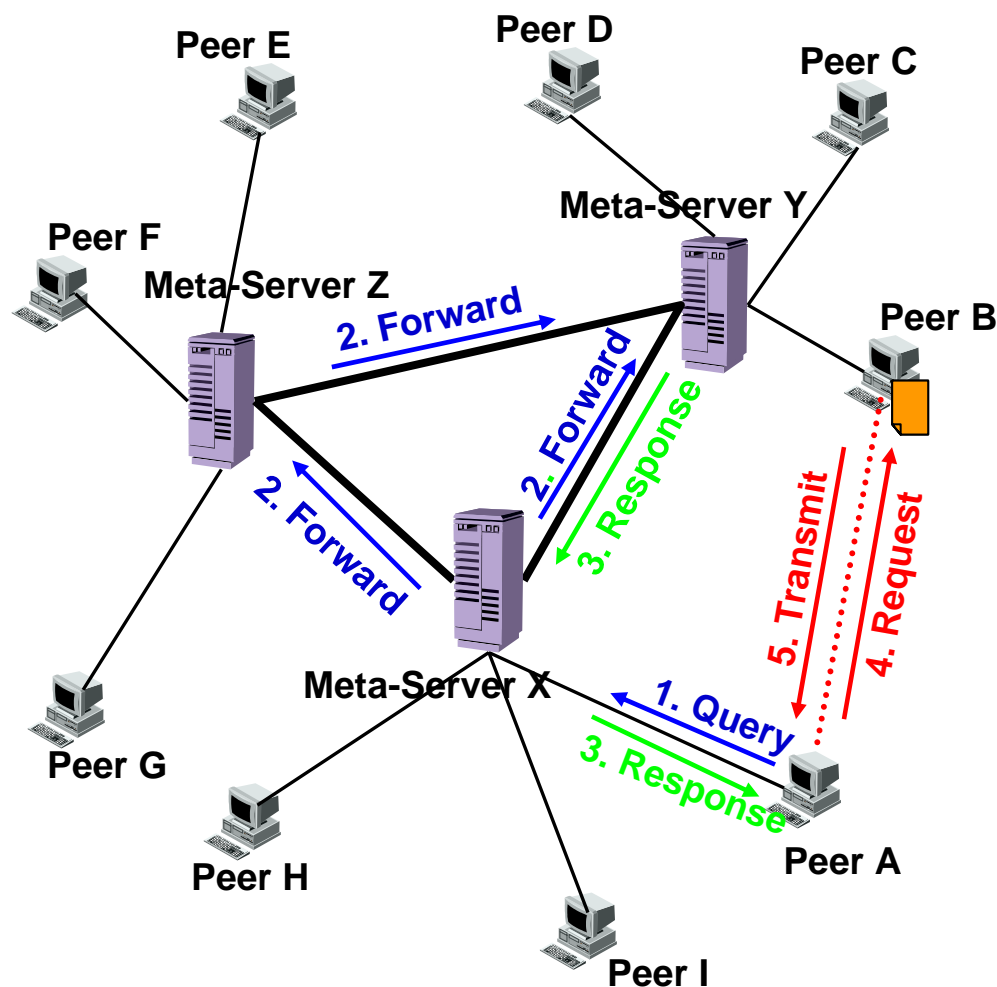 Peer D
Peer E
Peer C
Meta-Server Y
Peer F
Meta-Server Z
2. Forward
Peer B
2. Forward
3. Response
2. Forward
5. Transmit
4. Request
Meta-Server X
1. Query
3. Response
Peer G
Peer A
Peer H
Peer I